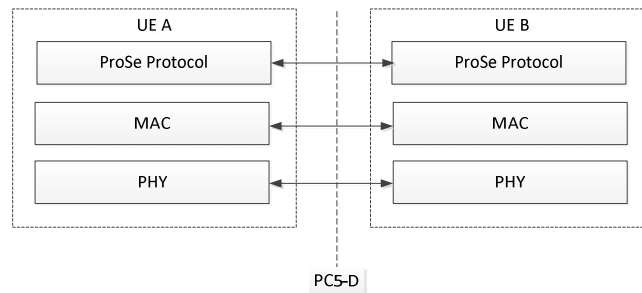 UE A
UE B
ProSe Protocol
ProSe Protocol
MAC
MAC
PHY
PHY
PC5-D